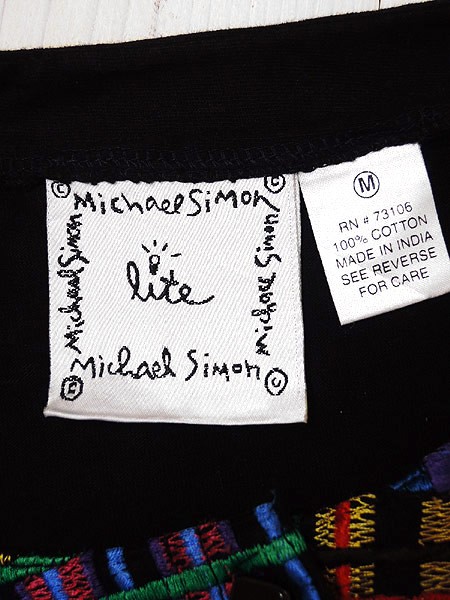 © Michael Simon ©
Michael Simon
lite
Michael Simon
Michael Simon
© ©
M
RN # 73106
100% COTTON
MADE IN INDIA
SEE REVERSE
FOR CARE